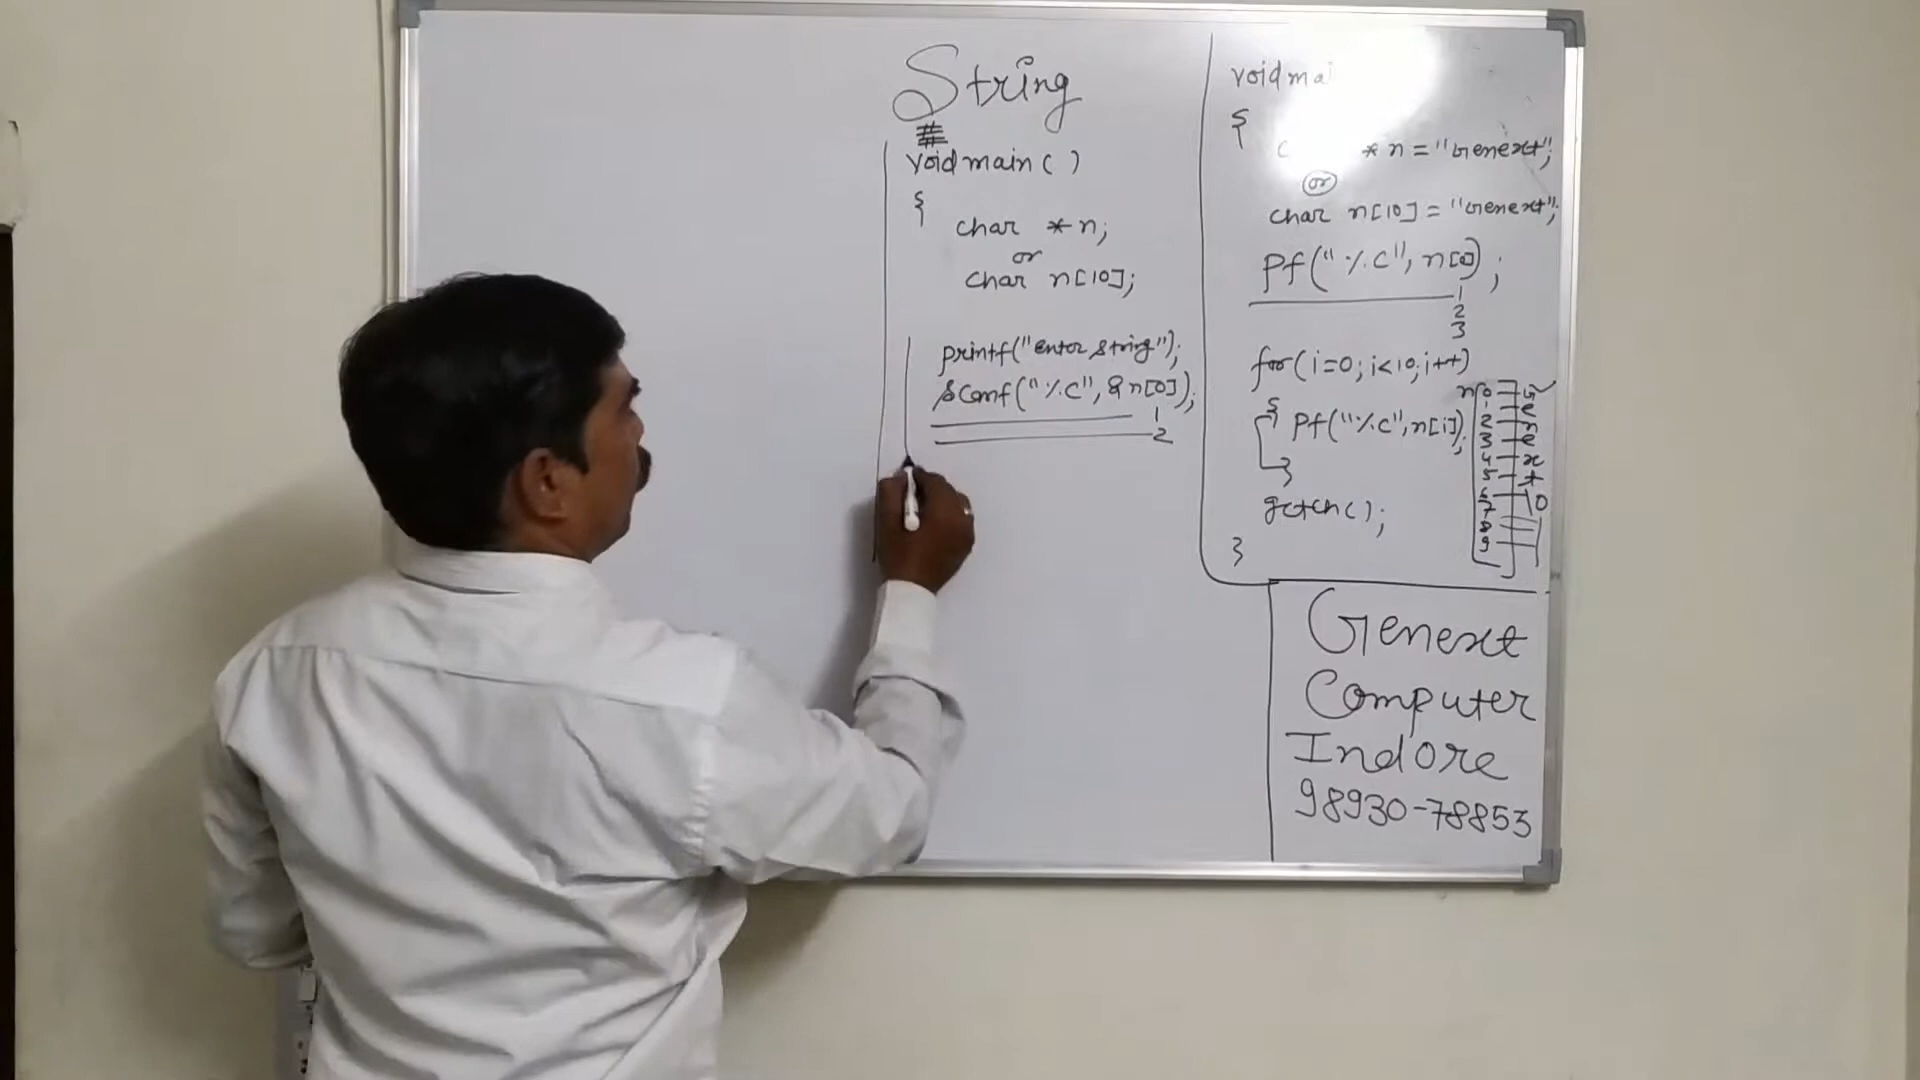 String
void main ( )
{
char * n;
or
char n[10];
printf("enter string");
scanf("%c", & n[0]);
1
2
void mai
{
c * n = "Genext";
or
char n[10] = "Genext";
Pf("%c", n[0]);
1
2
3
for(i=0; i<10; i++)
{ Pf("%c", n[i]);
}
getch( );
}
n 0 G
1 e
2 n
3 e
4 x
5 t
6 \0
7
8
9
Genext
Computer
Indore
98930-78853